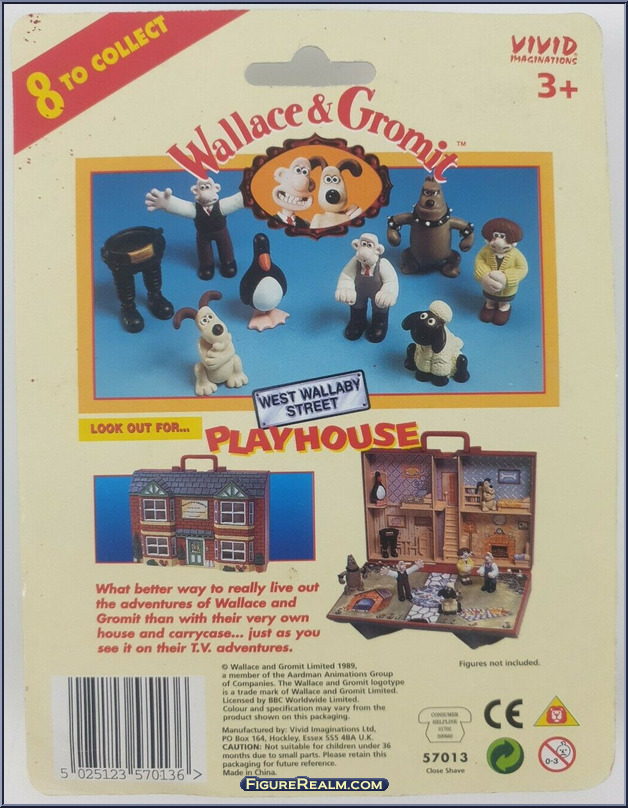 8 TO COLLECT
VIVID
IMAGINATIONS
3+
Wallace & Gromit™
WEST WALLABY
STREET
LOOK OUT FOR...
PLAYHOUSE
What better way to really live out
the adventures of Wallace and
Gromit than with their very own
house and carrycase... just as you
see it on their T.V. adventures.
Figures not included.
© Wallace and Gromit Limited 1989,
a member of the Aardman Animations Group
of Companies. The Wallace and Gromit logotype
is a trade mark of Wallace and Gromit Limited.
Licensed by BBC Worldwide Limited.
Colour and specification may vary from the
product shown on this packaging.
Manufactured by: Vivid Imaginations Ltd,
PO Box 164, Hockley, Essex SS5 4BA U.K.
CAUTION: Not suitable for children under 36
months due to small parts. Please retain this
packaging for future reference.
Made in China.
CONSUMER
HELPLINE
01702
CE
0-3
57013
Close Shave
5 025123 570136 >
FIGUREREALM.COM